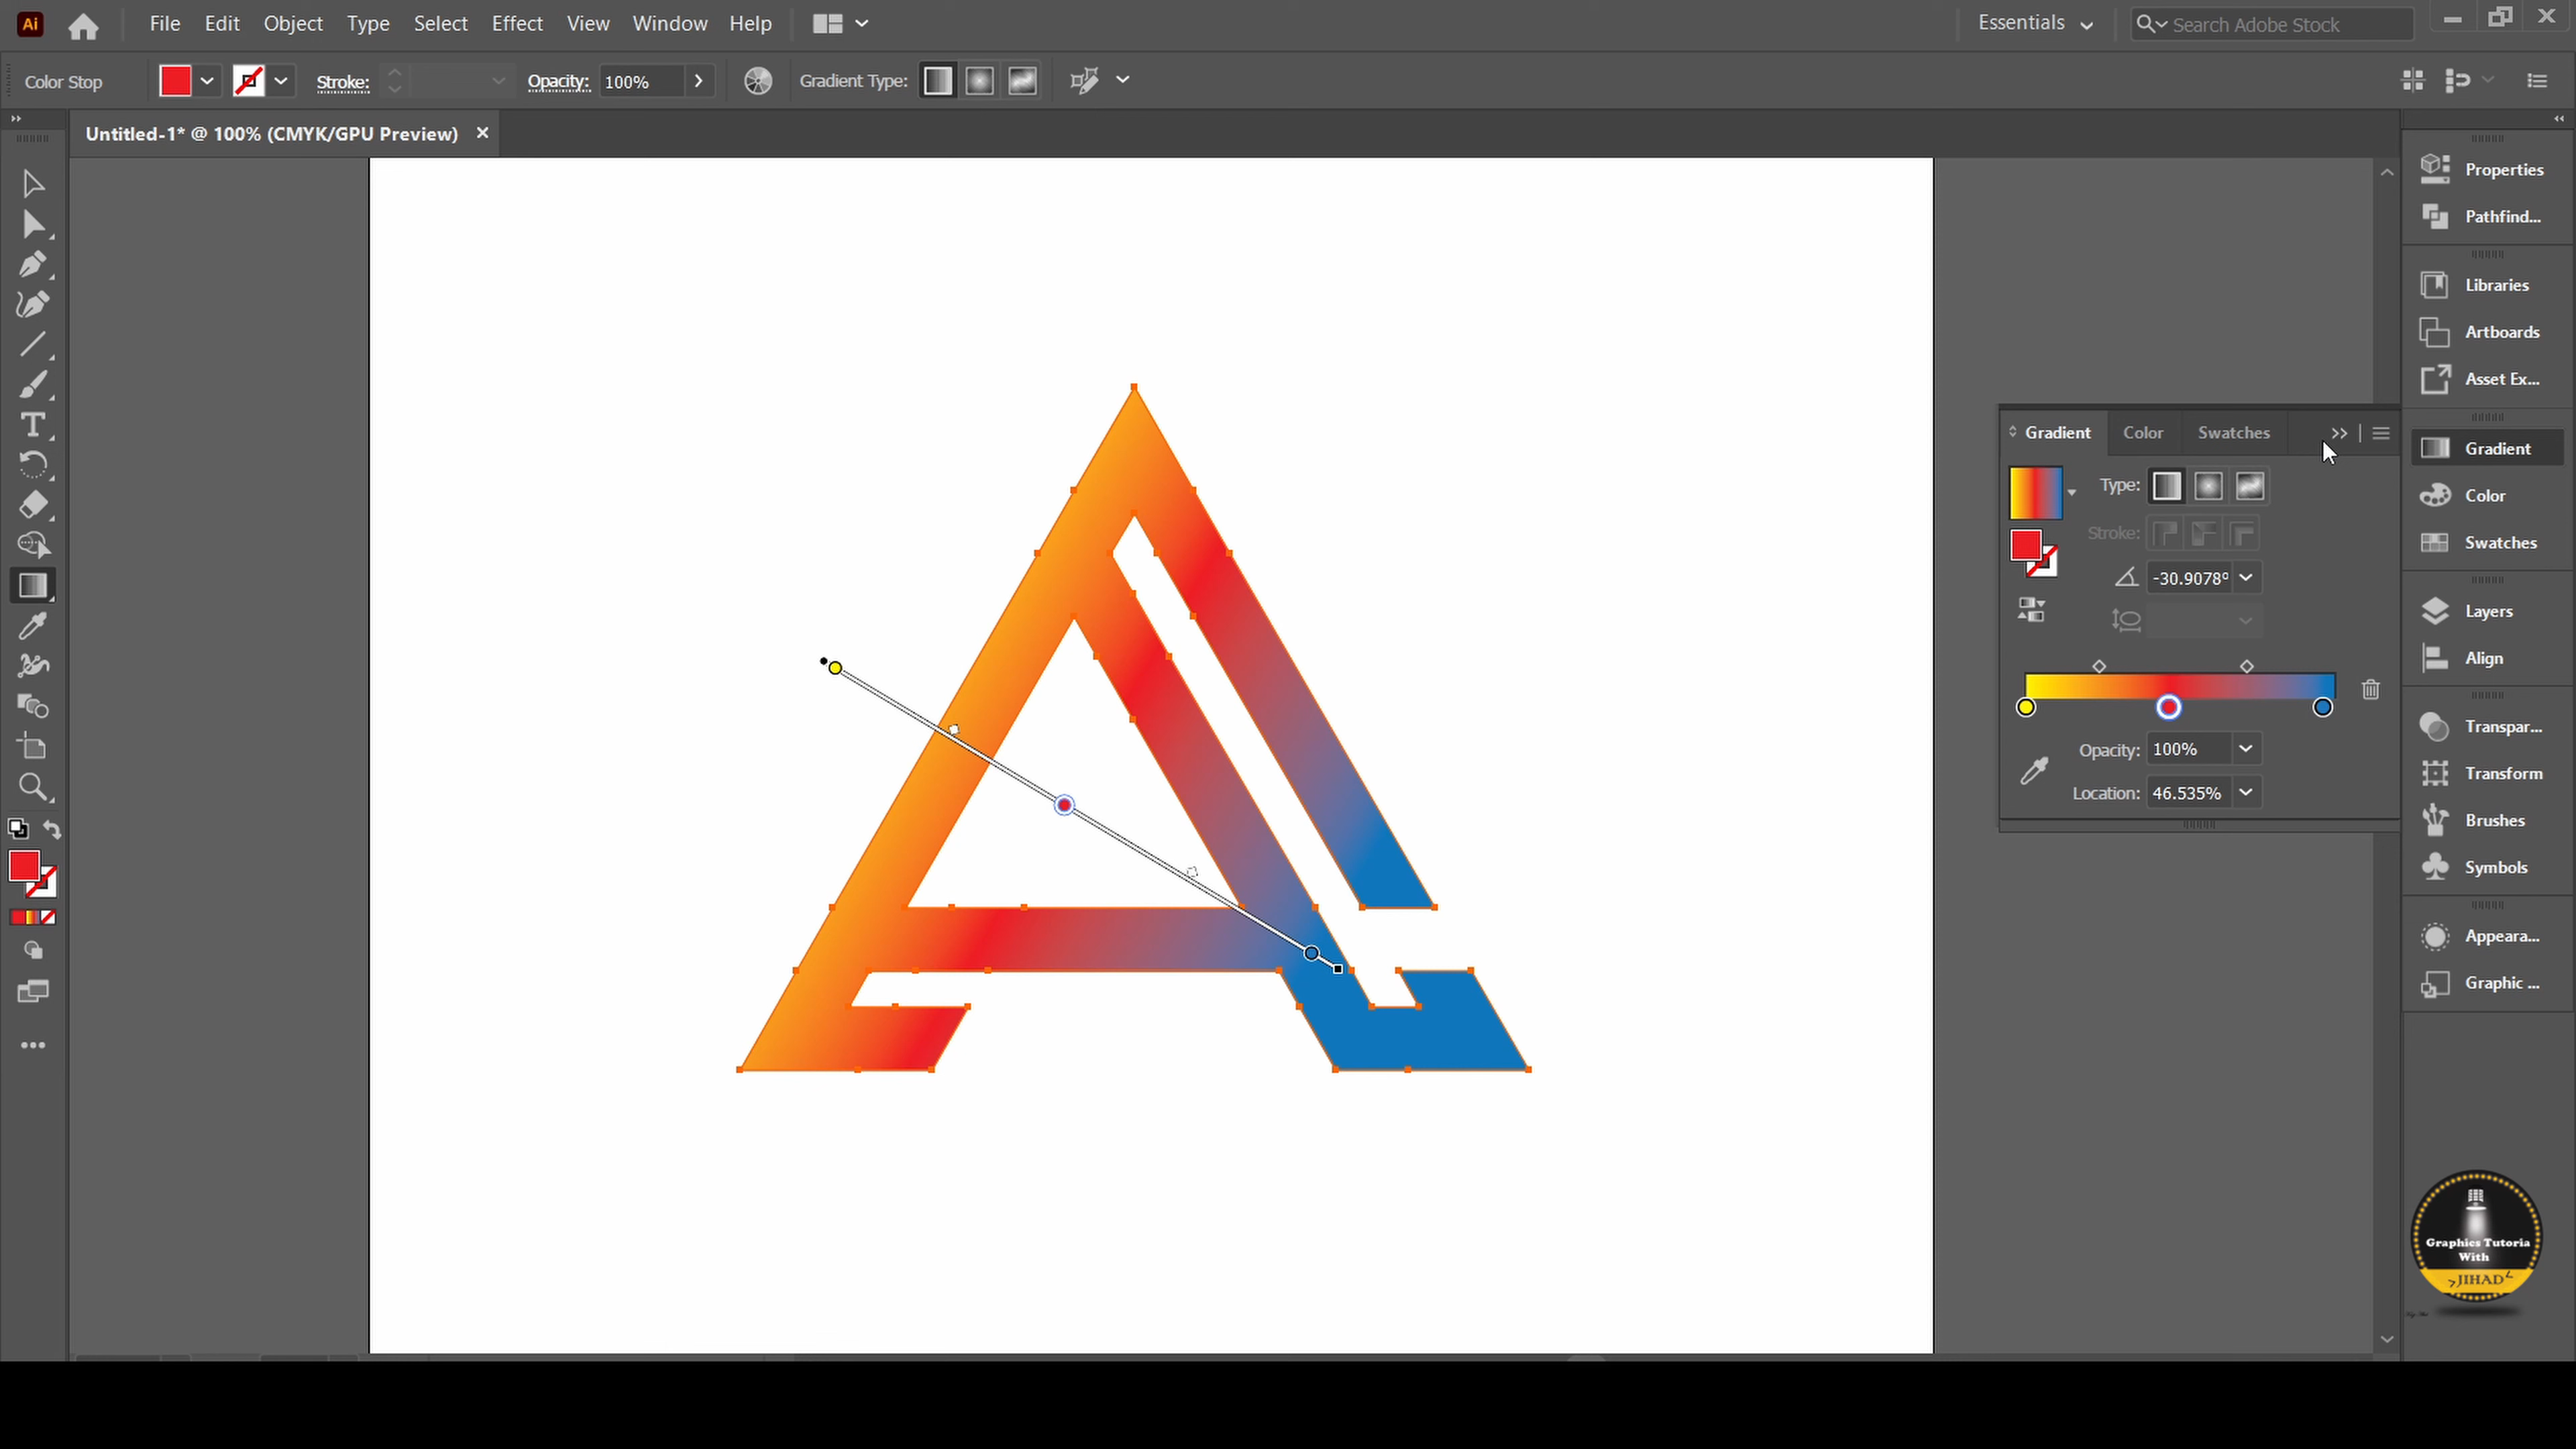 Ai File Edit Object Type Select Effect View Window Help Essentials Search Adobe Stock
Color Stop Stroke: Opacity: 100% Gradient Type:
Untitled-1* @ 100% (CMYK/GPU Preview)
Gradient Color Swatches
Type:
Stroke:
-30.9078°
Opacity: 100%
Location: 46.535%
Properties
Pathfind...
Libraries
Artboards
Asset Ex...
Gradient
Color
Swatches
Layers
Align
Transpar...
Transform
Brushes
Symbols
Appeara...
Graphic ...
Graphics Tutoria
With
JIHAD